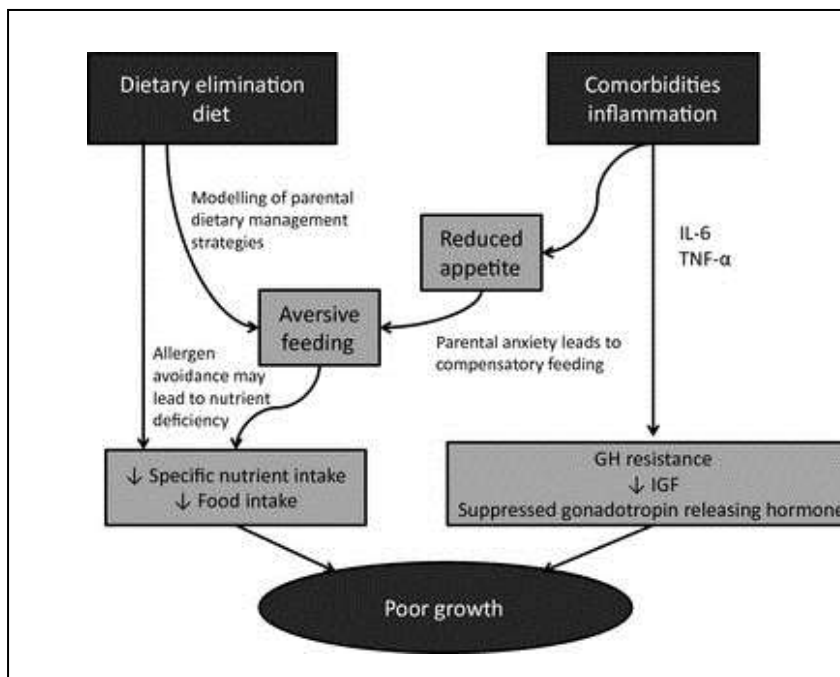 Dietary elimination
diet
Comorbidities
inflammation
Modelling of parental
dietary management
strategies
Reduced
appetite
IL-6
TNF-α
Aversive
feeding
Parental anxiety leads to
compensatory feeding
Allergen
avoidance may
lead to nutrient
deficiency
↓ Specific nutrient intake
↓ Food intake
GH resistance
↓ IGF
Suppressed gonadotropin releasing hormone
Poor growth